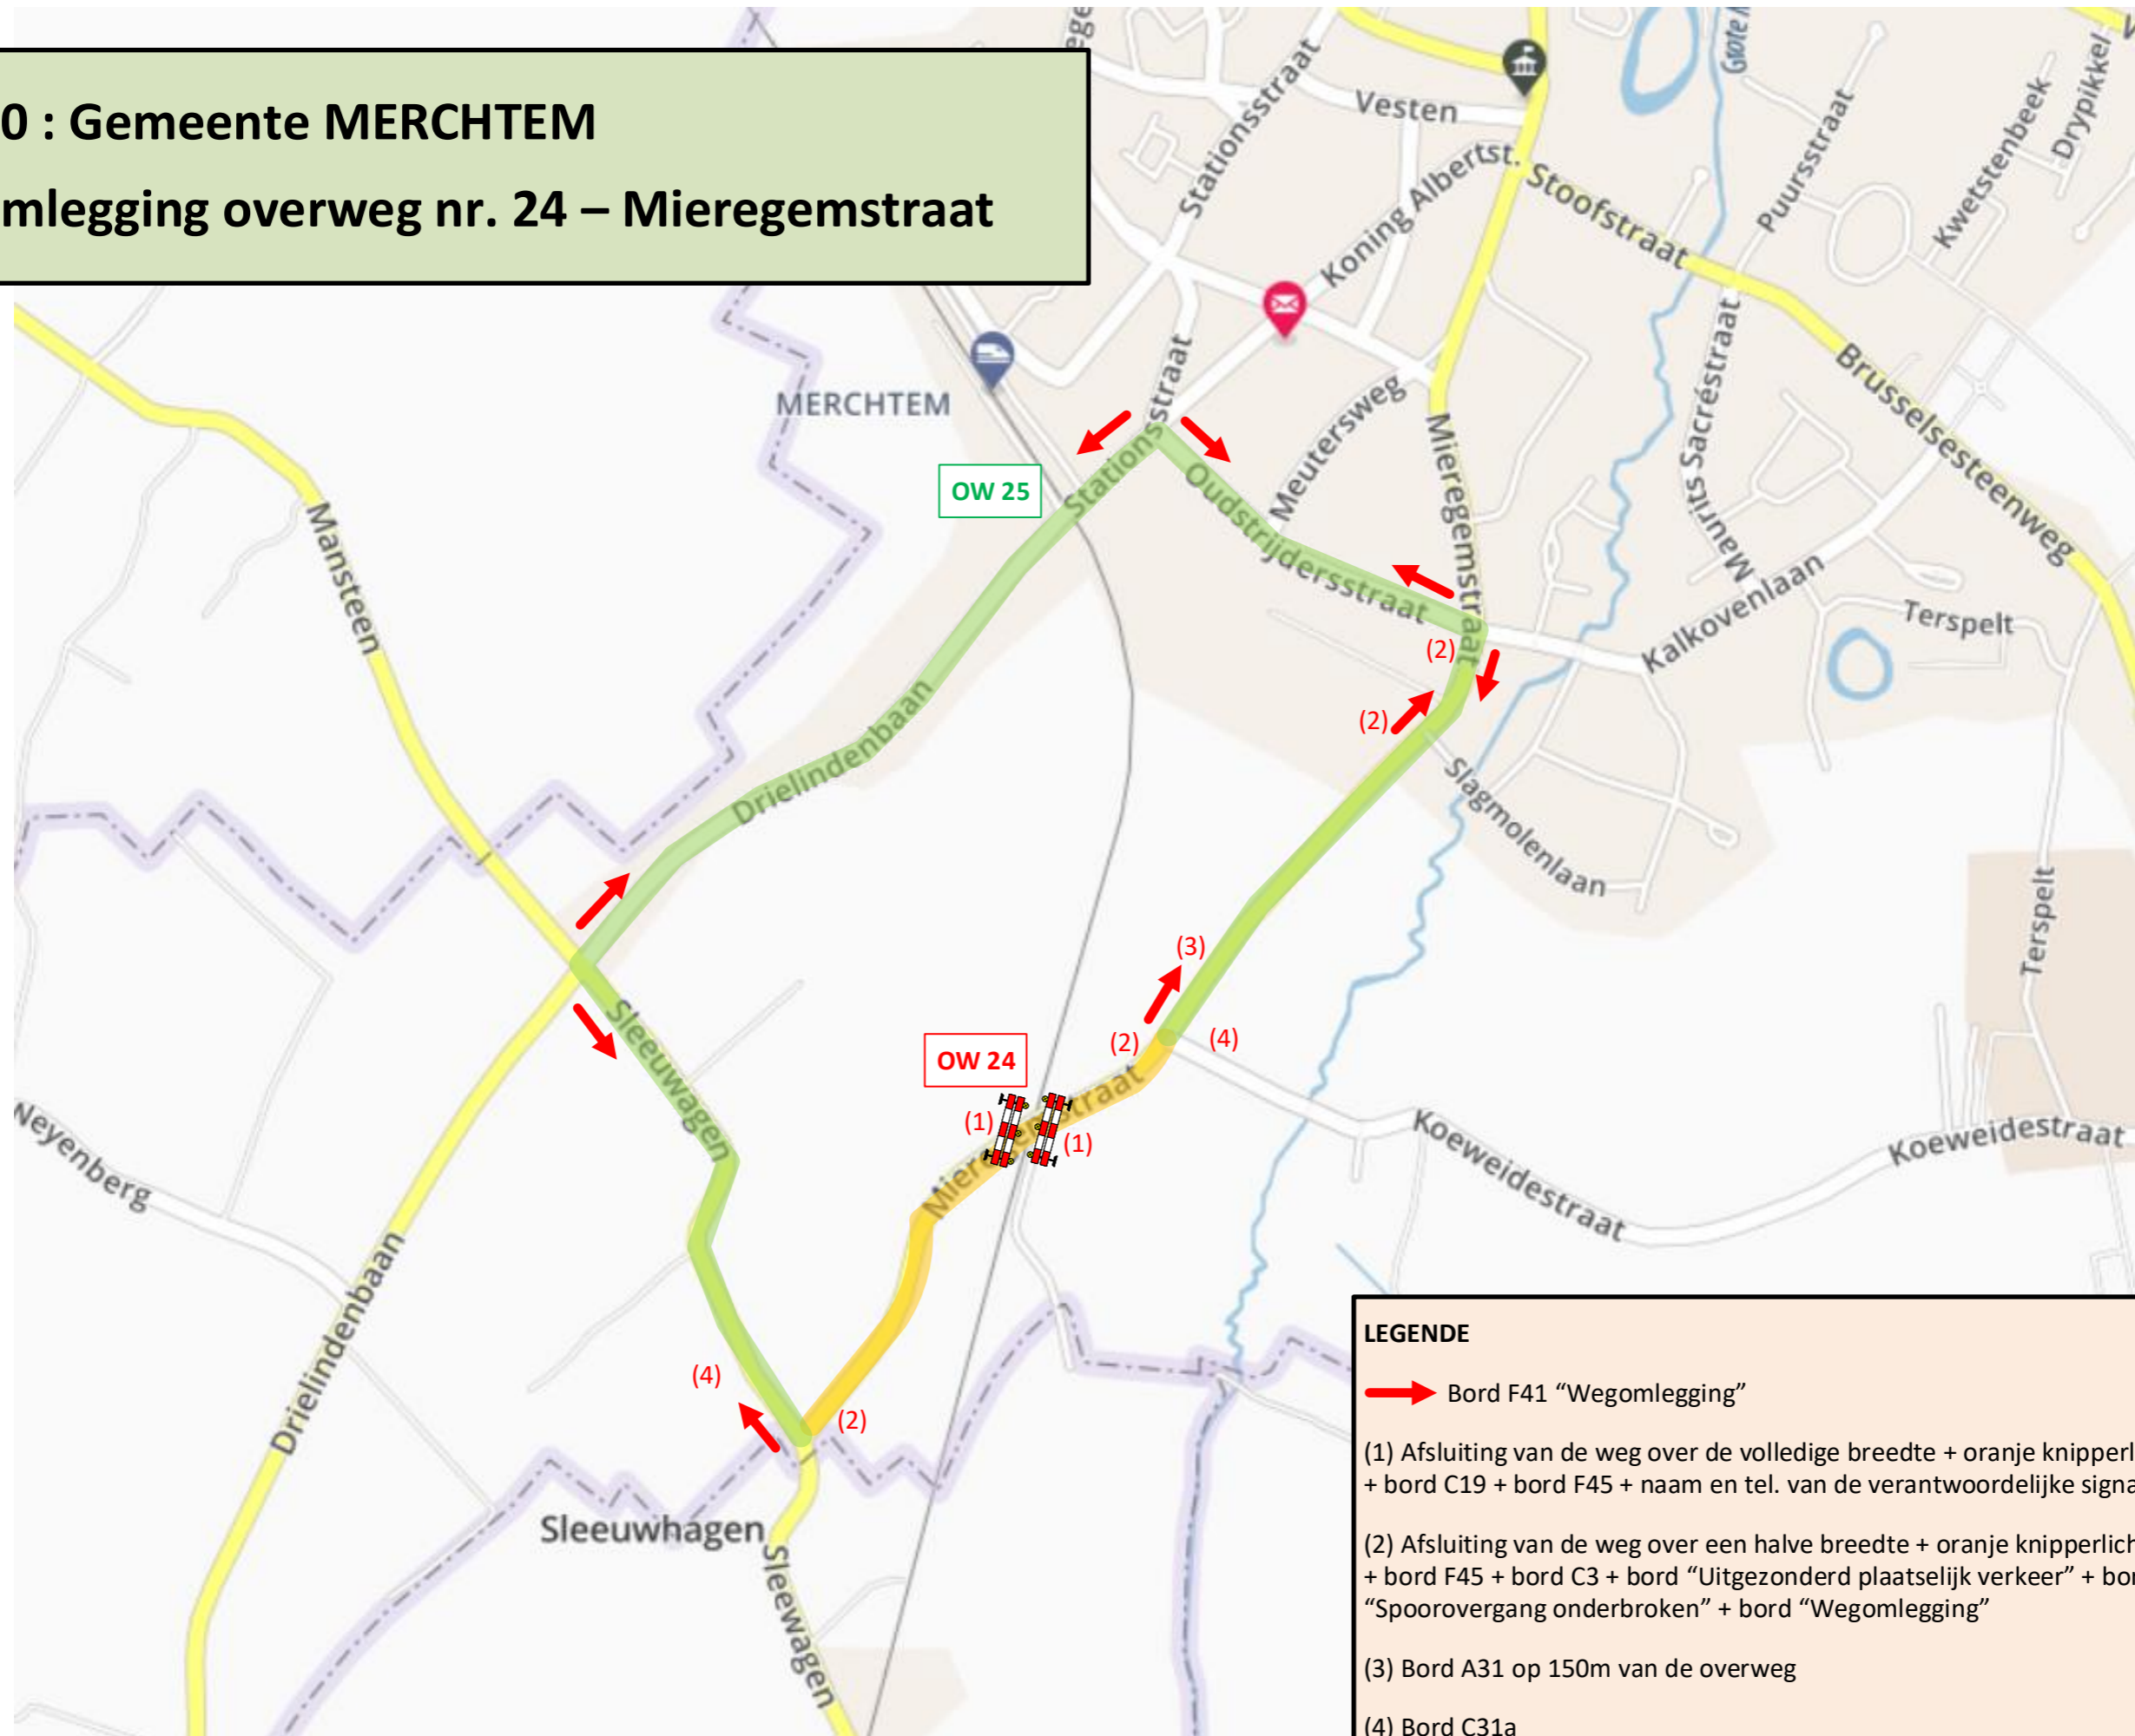 0 : Gemeente MERCHTEM
mlegging overweg nr. 24 – Mieregemstraat
Stationsstraat
Vesten
Koning Albertst.
Stoofstraat
Puursstraat
Kwetstenbeek
Drypikkel
MERCHTEM
Stationsstraat
Meutersweg
Mieregemstraat
Maurits Sacréstraat
Brusselsesteenweg
OW 25
Oudstrijdersstraat
Mansteen
Kalkovenlaan
Terspelt
(2)
(2)
Drielindenbaan
Slagmolenlaan
Terspelt
(3)
Sleeuwagen
(2)
(4)
OW 24
(1)
(1)
Mieregemstraat
Neyenberg
Koeweidestraat
Koeweidestraat
Drielindenbaan
(4)
(2)
Sleeuwhagen
Sleewagen
LEGENDE
Bord F41 “Wegomlegging”
(1) Afsluiting van de weg over de volledige breedte + oranje knipperl
+ bord C19 + bord F45 + naam en tel. van de verantwoordelijke signa
(2) Afsluiting van de weg over een halve breedte + oranje knipperlich
+ bord F45 + bord C3 + bord “Uitgezonderd plaatselijk verkeer” + bor
“Spoorovergang onderbroken” + bord “Wegomlegging”
(3) Bord A31 op 150m van de overweg
(4) Bord C31a